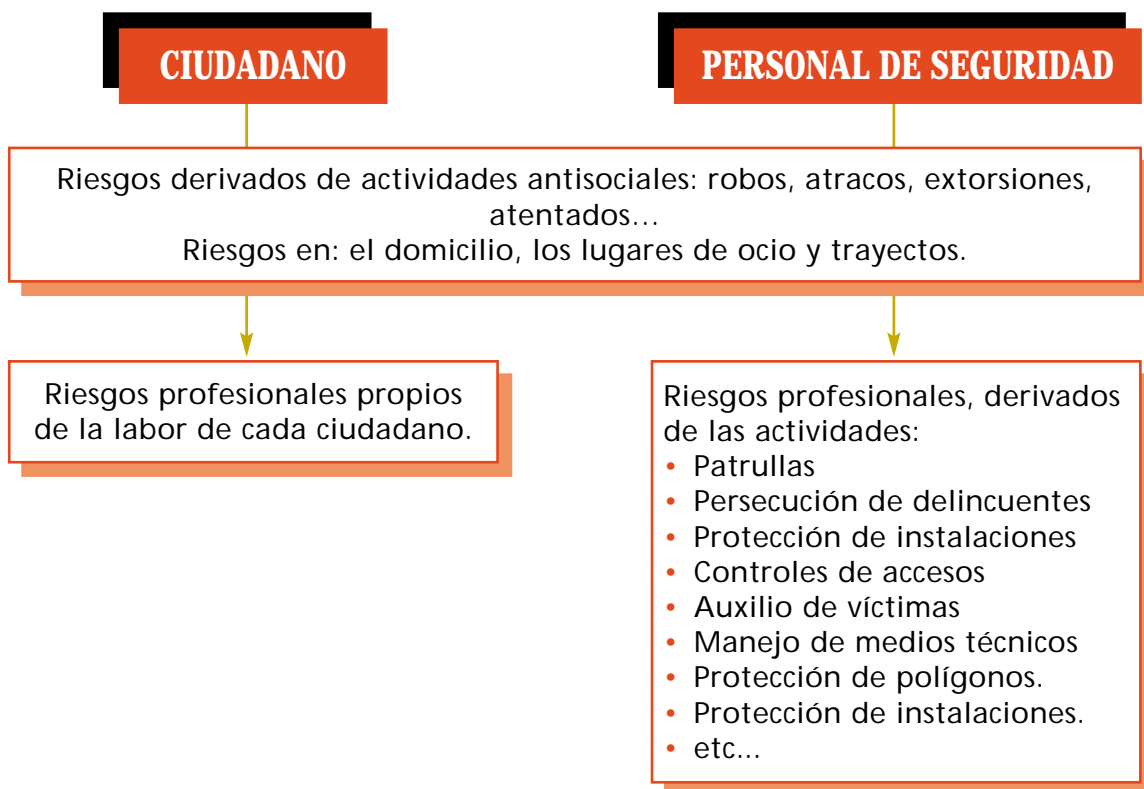 CIUDADANO
PERSONAL DE SEGURIDAD
Riesgos derivados de actividades antisociales: robos, atracos, extorsiones,
atentados...
Riesgos en: el domicilio, los lugares de ocio y trayectos.
Riesgos profesionales propios
de la labor de cada ciudadano.
Riesgos profesionales, derivados
de las actividades:
• Patrullas
• Persecución de delincuentes
• Protección de instalaciones
• Controles de accesos
• Auxilio de víctimas
• Manejo de medios técnicos
• Protección de polígonos.
• Protección de instalaciones.
• etc...